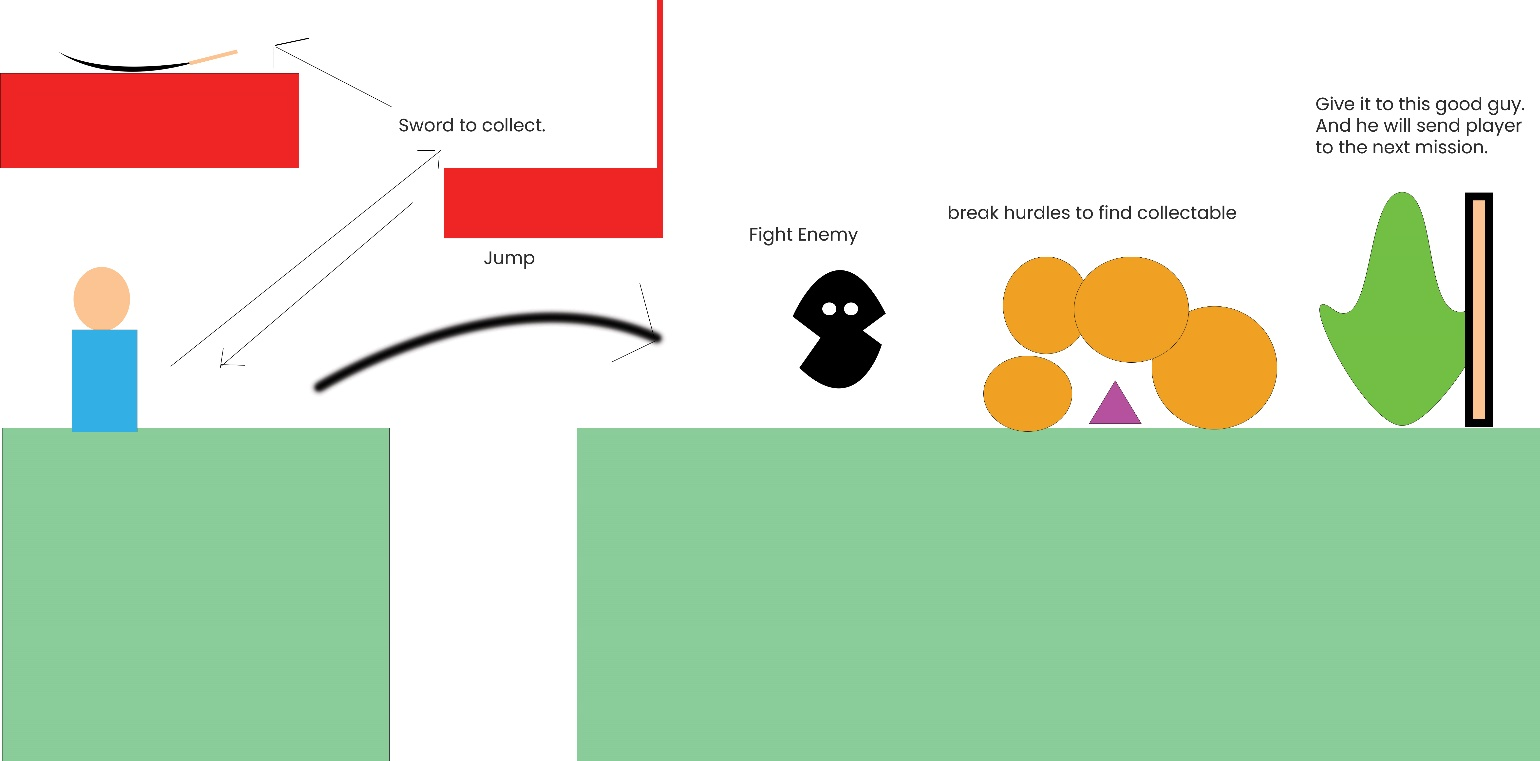 Sword to collect.
Jump
Fight Enemy
break hurdles to find collectable
Give it to this good guy.
And he will send player
to the next mission.